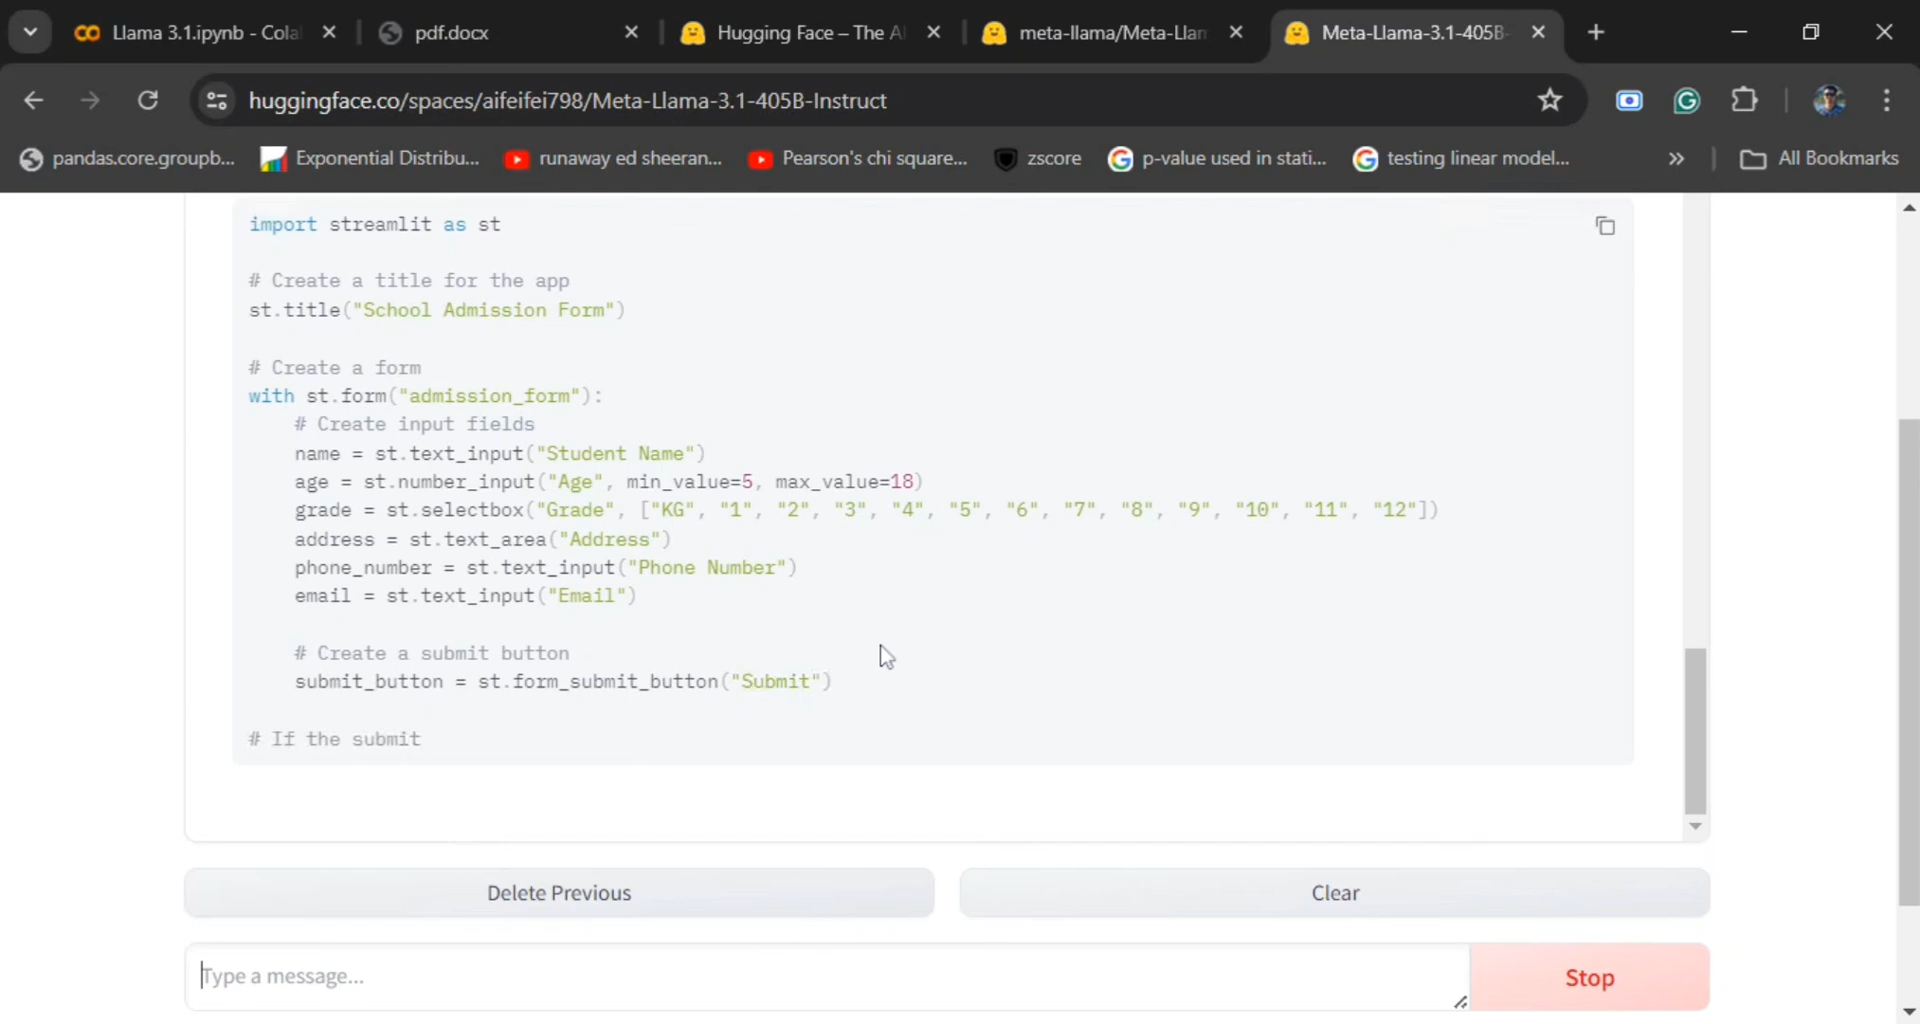 Llama 3.1.ipynb - Cola
pdf.docx
Hugging Face – The A
meta-llama/Meta-Llan
Meta-Llama-3.1-405B-
huggingface.co/spaces/aifeifei798/Meta-Llama-3.1-405B-Instruct
pandas.core.groupb...
Exponential Distribu...
runaway ed sheeran...
Pearson's chi square...
zscore
p-value used in stati...
testing linear model...
All Bookmarks
import streamlit as st
# Create a title for the app
st.title("School Admission Form")
# Create a form
with st.form("admission_form"):
# Create input fields
name = st.text_input("Student Name")
age = st.number_input("Age", min_value=5, max_value=18)
grade = st.selectbox("Grade", ["KG", "1", "2", "3", "4", "5", "6", "7", "8", "9", "10", "11", "12"])
address = st.text_area("Address")
phone_number = st.text_input("Phone Number")
email = st.text_input("Email")
# Create a submit button
submit_button = st.form_submit_button("Submit")
# If the submit
Delete Previous
Clear
Type a message...
Stop